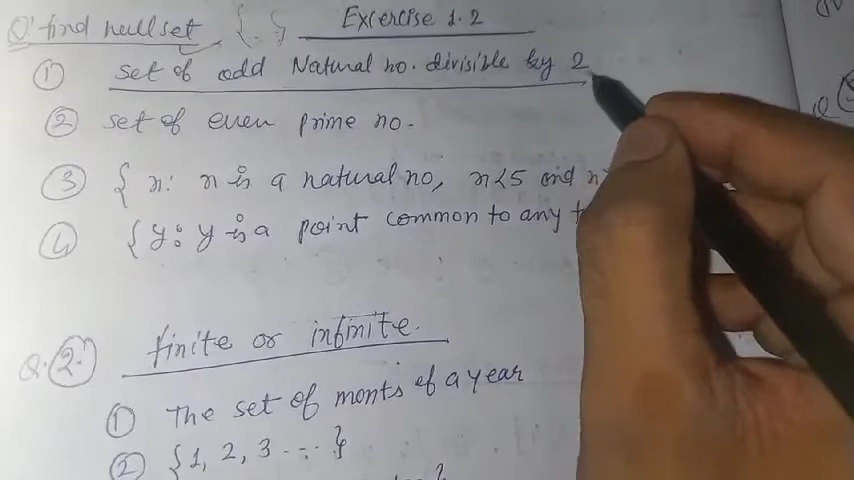 Excercise 1.2
Q' find null set { . }
① set of odd Natural no. divisible by 2
② set of even prime no.
③ { x: x is a natural no, x<5 and x
④ {y: y is a point common to any
Q.②. finite or infinite.
① The set of monts of a year
② {1, 2, 3 ---- }